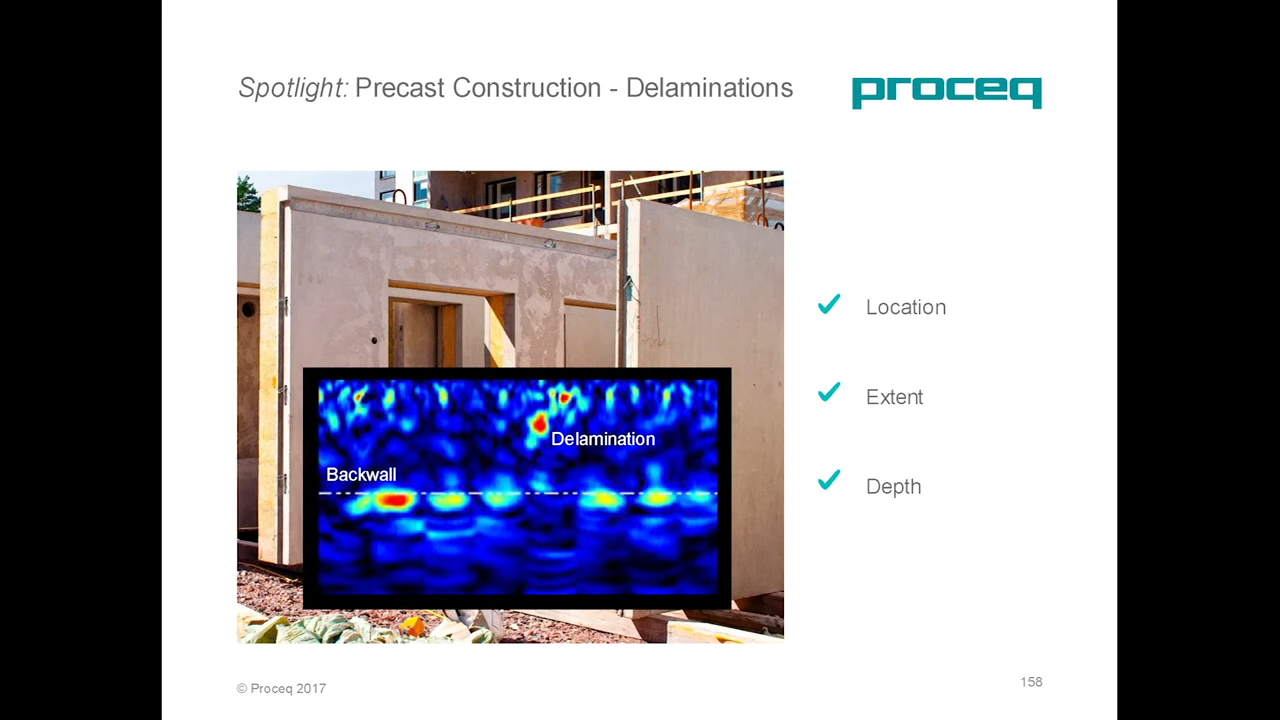 Spotlight: Precast Construction - Delaminations
proceq
Location
Extent
Depth
Delamination
Backwall
© Proceq 2017
158